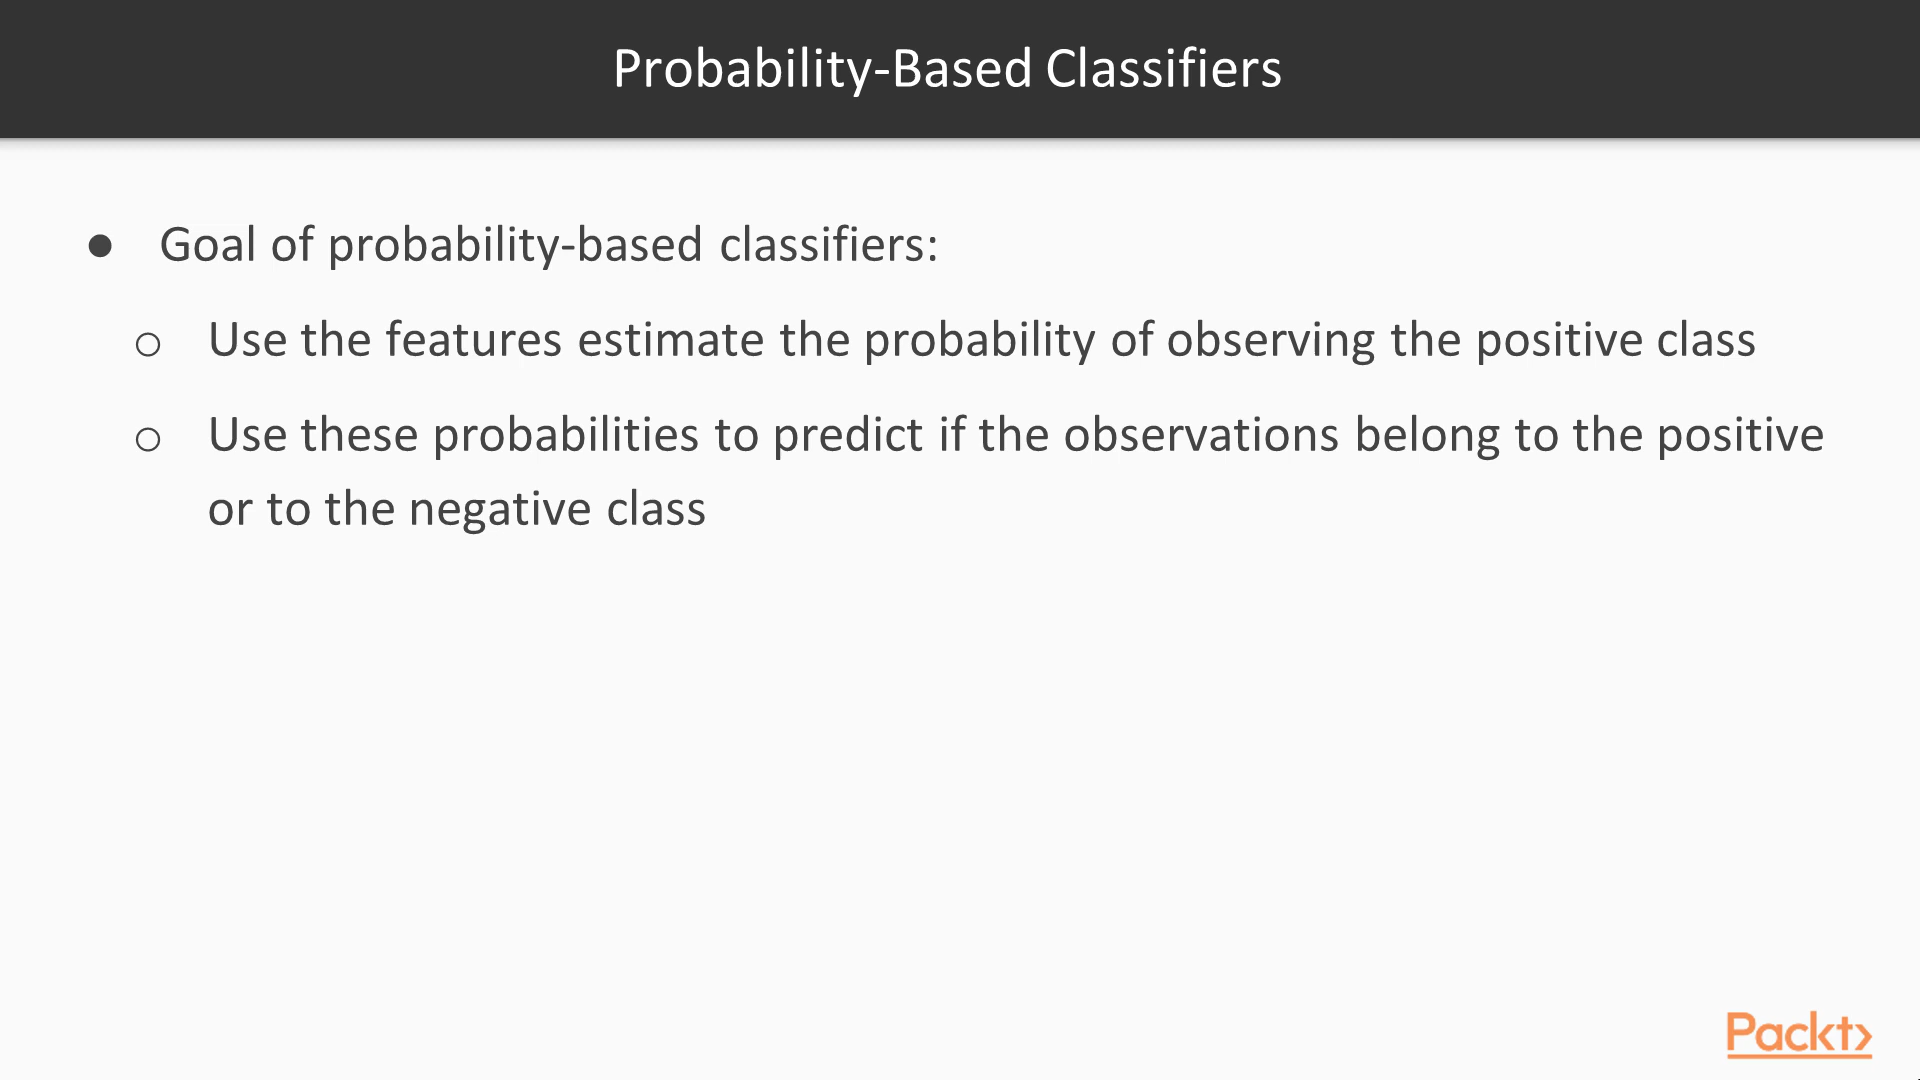 Probability-Based Classifiers
● Goal of probability-based classifiers:
○ Use the features estimate the probability of observing the positive class
○ Use these probabilities to predict if the observations belong to the positive
or to the negative class
Packt>